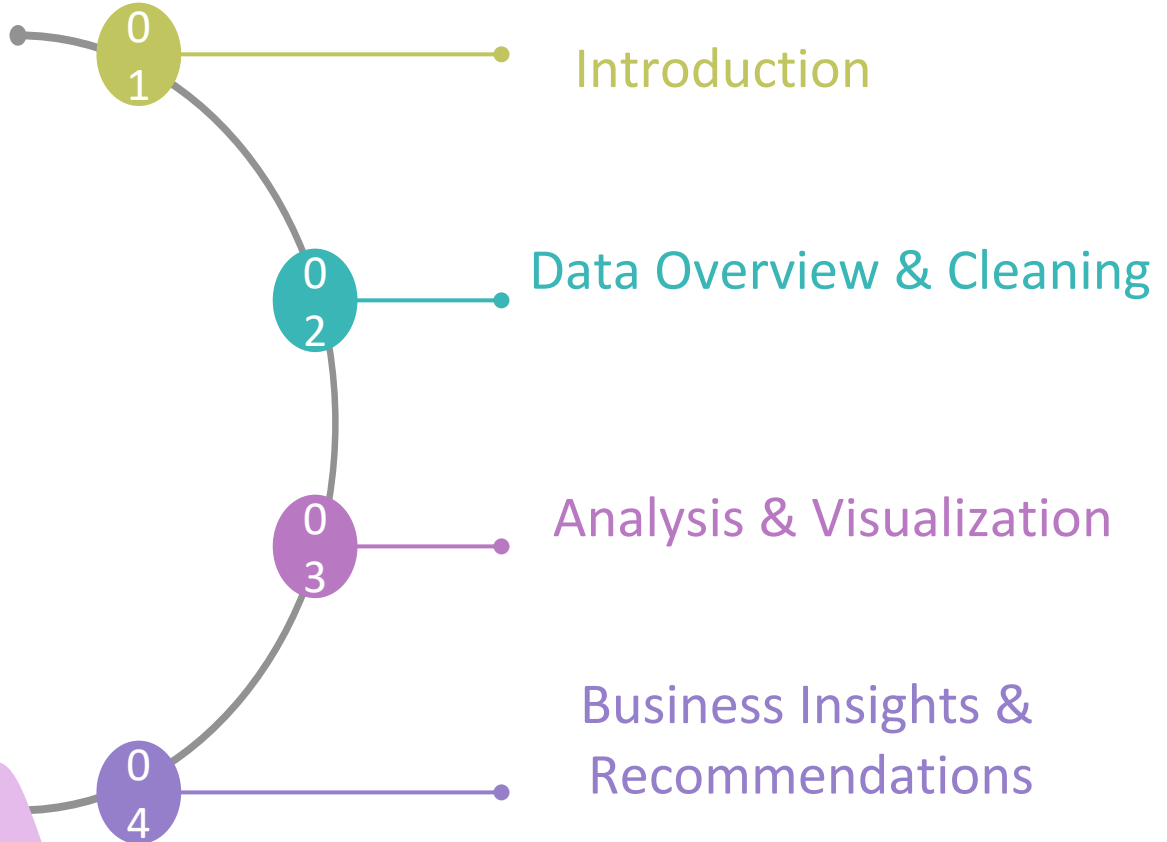 0
1
Introduction
0
2
Data Overview & Cleaning
0
3
Analysis & Visualization
0
4
Business Insights &
Recommendations